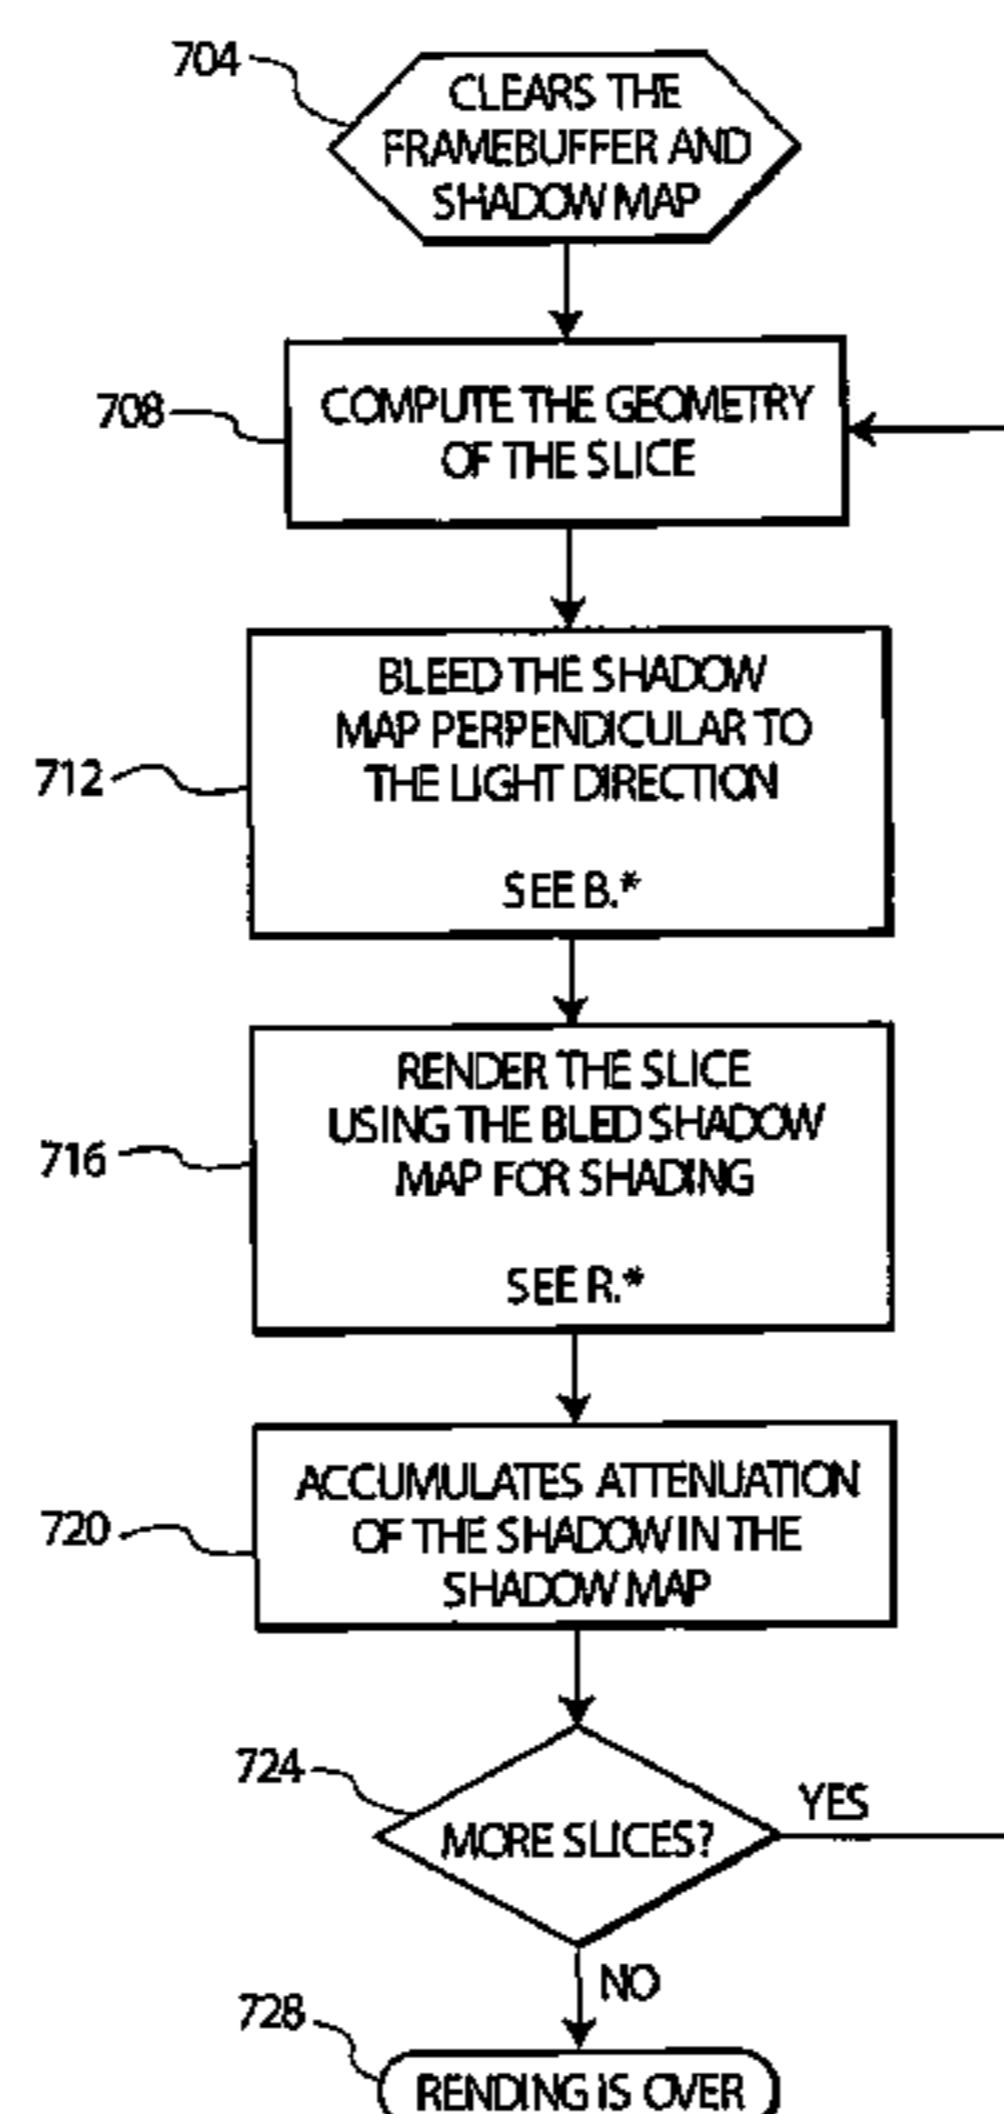 704
CLEARS THE
FRAMEBUFFER AND
SHADOW MAP
708
COMPUTE THE GEOMETRY
OF THE SLICE
712
BLEED THE SHADOW
MAP PERPENDICULAR TO
THE LIGHT DIRECTION
SEE B.*
716
RENDER THE SLICE
USING THE BLED SHADOW
MAP FOR SHADING
SEE R.*
720
ACCUMULATES ATTENUATION
OF THE SHADOW IN THE
SHADOW MAP
724
MORE SLICES?
YES
NO
728
RENDING IS OVER